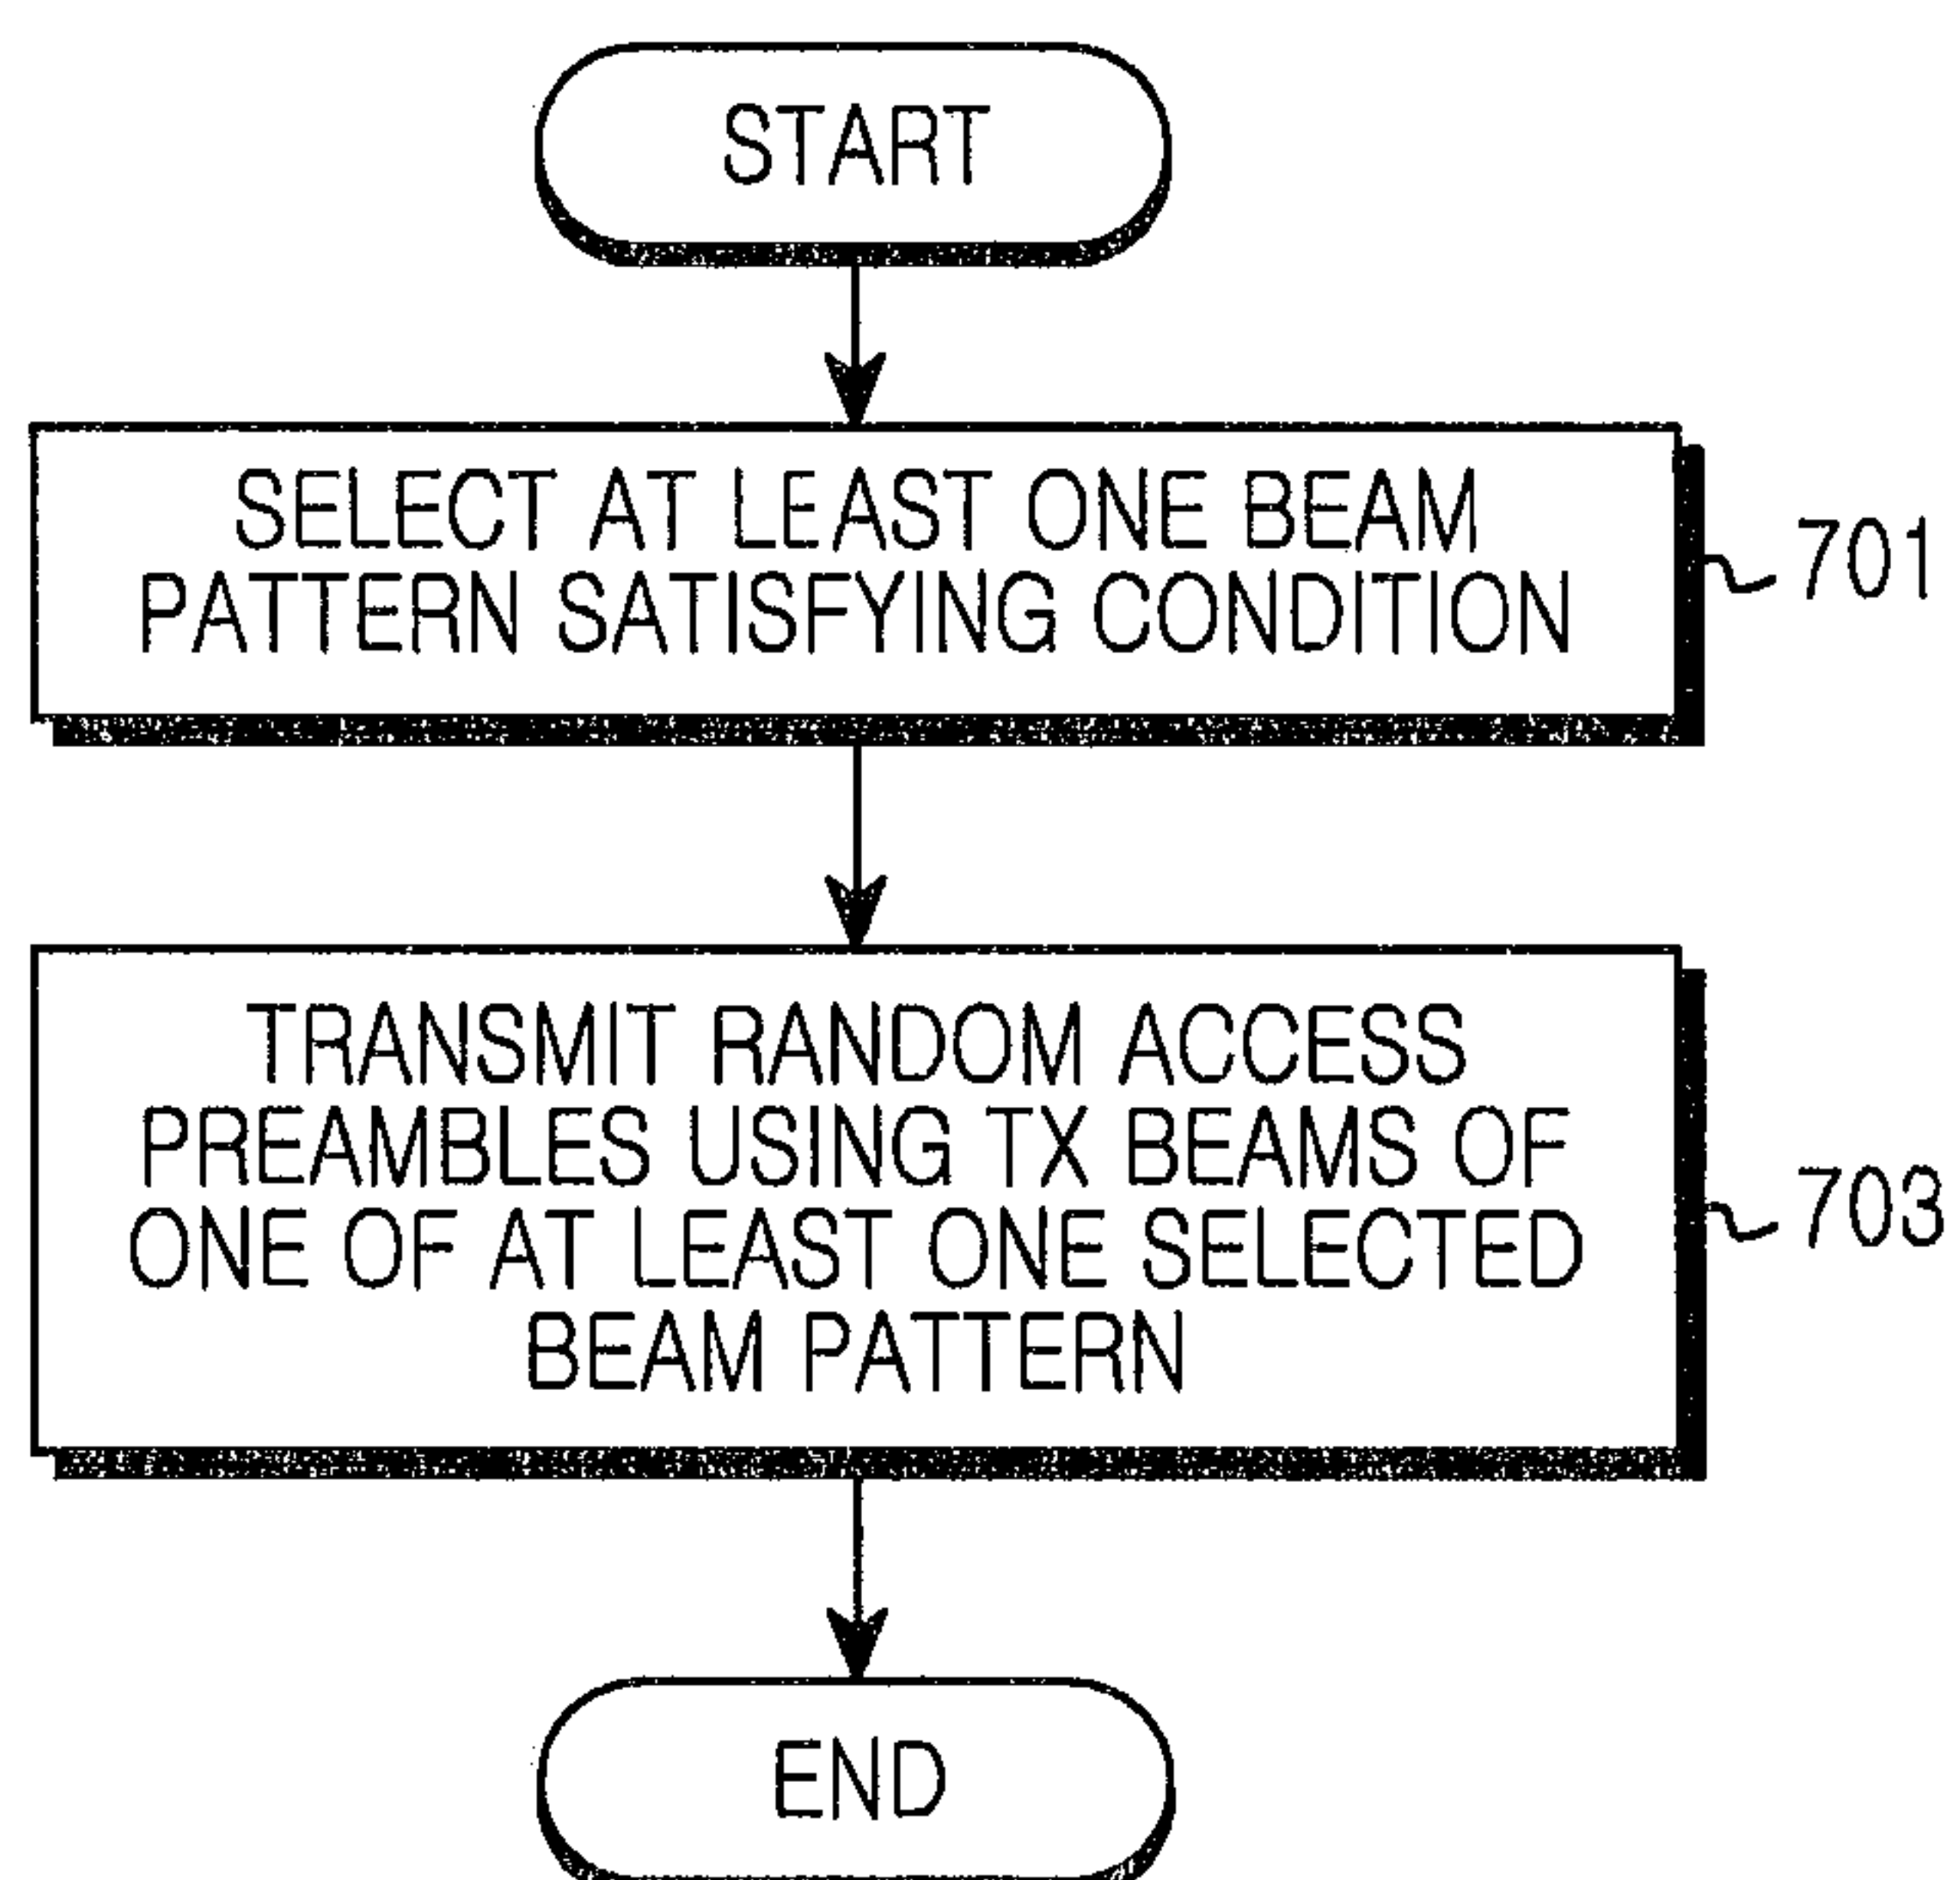 START
SELECT AT LEAST ONE BEAM
PATTERN SATISFYING CONDITION
701
TRANSMIT RANDOM ACCESS
PREAMBLES USING TX BEAMS OF
ONE OF AT LEAST ONE SELECTED
BEAM PATTERN
703
END